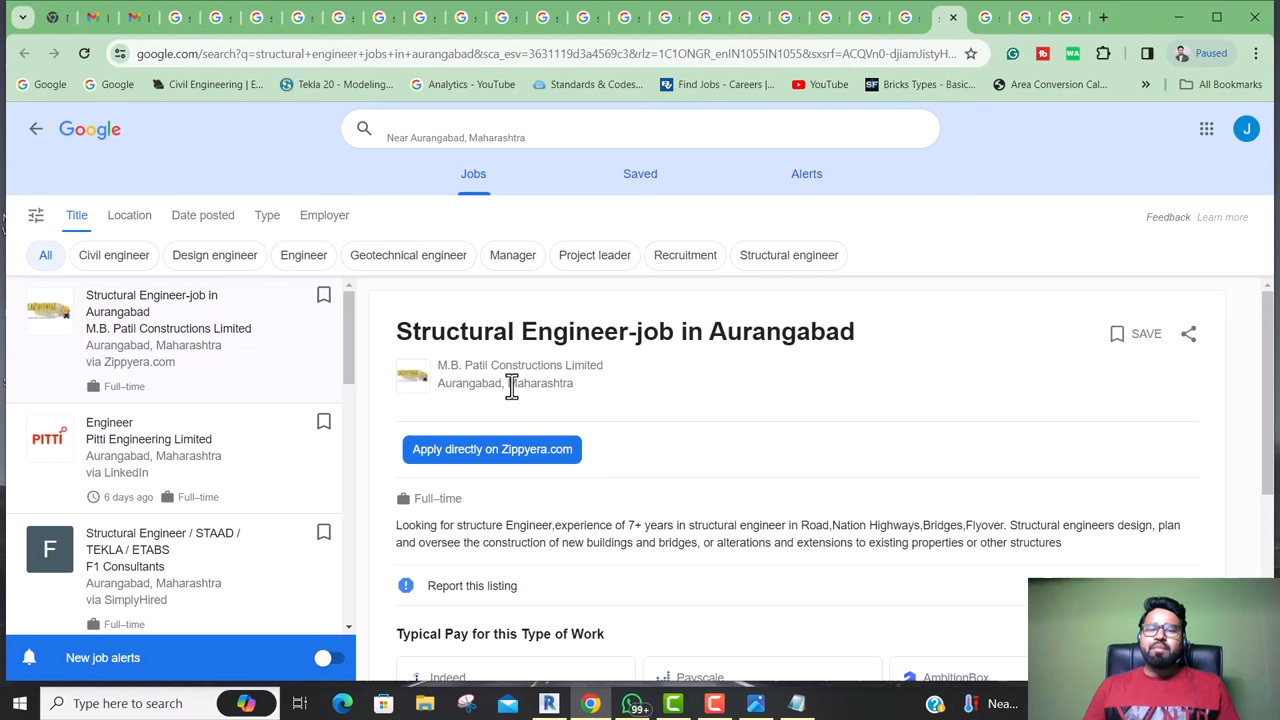 google.com/search?q=structural+engineer+jobs+in+aurangabad&sca_esv=3631119d3a4569c3&rlz=1C1ONGR_enIN1055IN1055&sxsrf=ACQVn0-djiamJistyH...
Paused
Google
Google
Civil Engineering | E...
Tekla 20 - Modeling...
Analytics - YouTube
Standards & Codes...
Find Jobs - Careers |...
YouTube
Bricks Types - Basic...
Area Conversion Cal...
All Bookmarks
Google
Near Aurangabad, Maharashtra
J
Jobs
Saved
Alerts
Title
Location
Date posted
Type
Employer
Feedback
Learn more
All
Civil engineer
Design engineer
Engineer
Geotechnical engineer
Manager
Project leader
Recruitment
Structural engineer
Structural Engineer-job in
Aurangabad
M.B. Patil Constructions Limited
Aurangabad, Maharashtra
via Zippyera.com
Full–time
PITTI
Engineer
Pitti Engineering Limited
Aurangabad, Maharashtra
via LinkedIn
6 days ago
Full–time
F
Structural Engineer / STAAD /
TEKLA / ETABS
F1 Consultants
Aurangabad, Maharashtra
via SimplyHired
Full–time
New job alerts
Structural Engineer-job in Aurangabad
SAVE
M.B. Patil Constructions Limited
Aurangabad, Maharashtra
Apply directly on Zippyera.com
Full–time
Looking for structure Engineer,experience of 7+ years in structural engineer in Road,Nation Highways,Bridges,Flyover. Structural engineers design, plan
and oversee the construction of new buildings and bridges, or alterations and extensions to existing properties or other structures
Report this listing
Typical Pay for this Type of Work
Indeed
Payscale
AmbitionBox
Type here to search
99+
Nea...